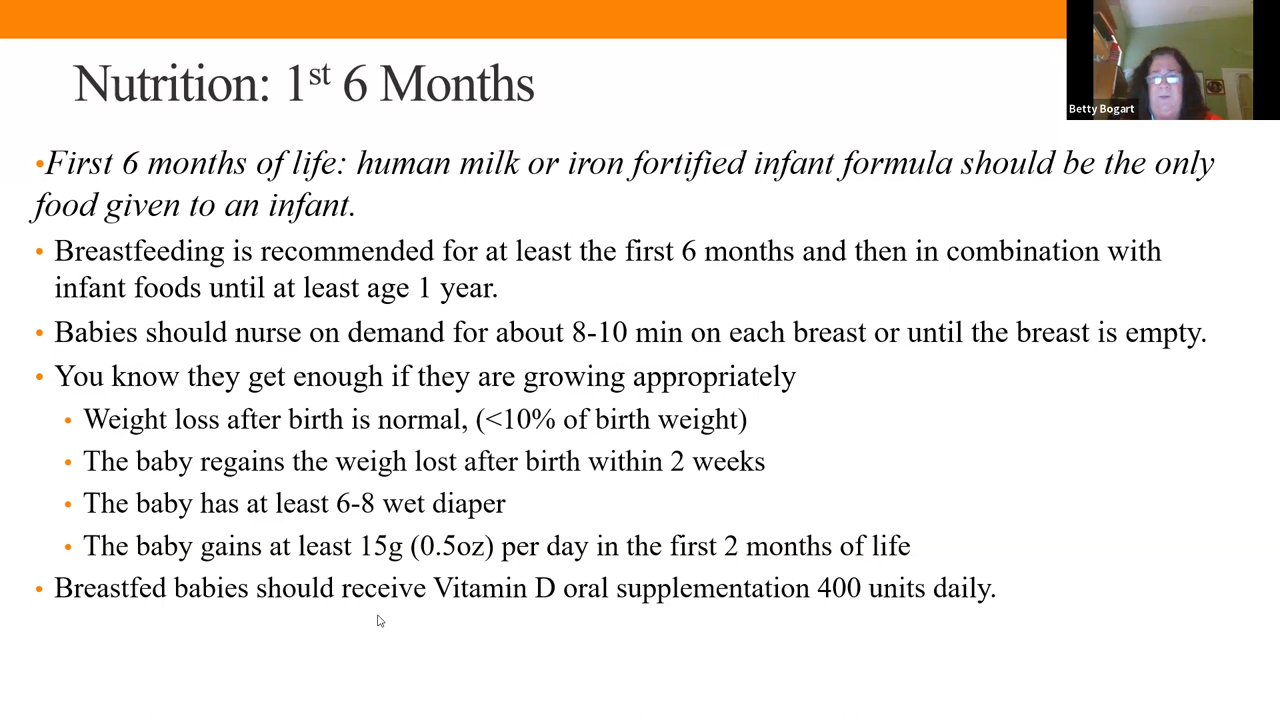 Nutrition: 1st 6 Months
Betty Bogart
•First 6 months of life: human milk or iron fortified infant formula should be the only
food given to an infant.
• Breastfeeding is recommended for at least the first 6 months and then in combination with
infant foods until at least age 1 year.
• Babies should nurse on demand for about 8-10 min on each breast or until the breast is empty.
• You know they get enough if they are growing appropriately
• Weight loss after birth is normal, (<10% of birth weight)
• The baby regains the weigh lost after birth within 2 weeks
• The baby has at least 6-8 wet diaper
• The baby gains at least 15g (0.5oz) per day in the first 2 months of life
• Breastfed babies should receive Vitamin D oral supplementation 400 units daily.